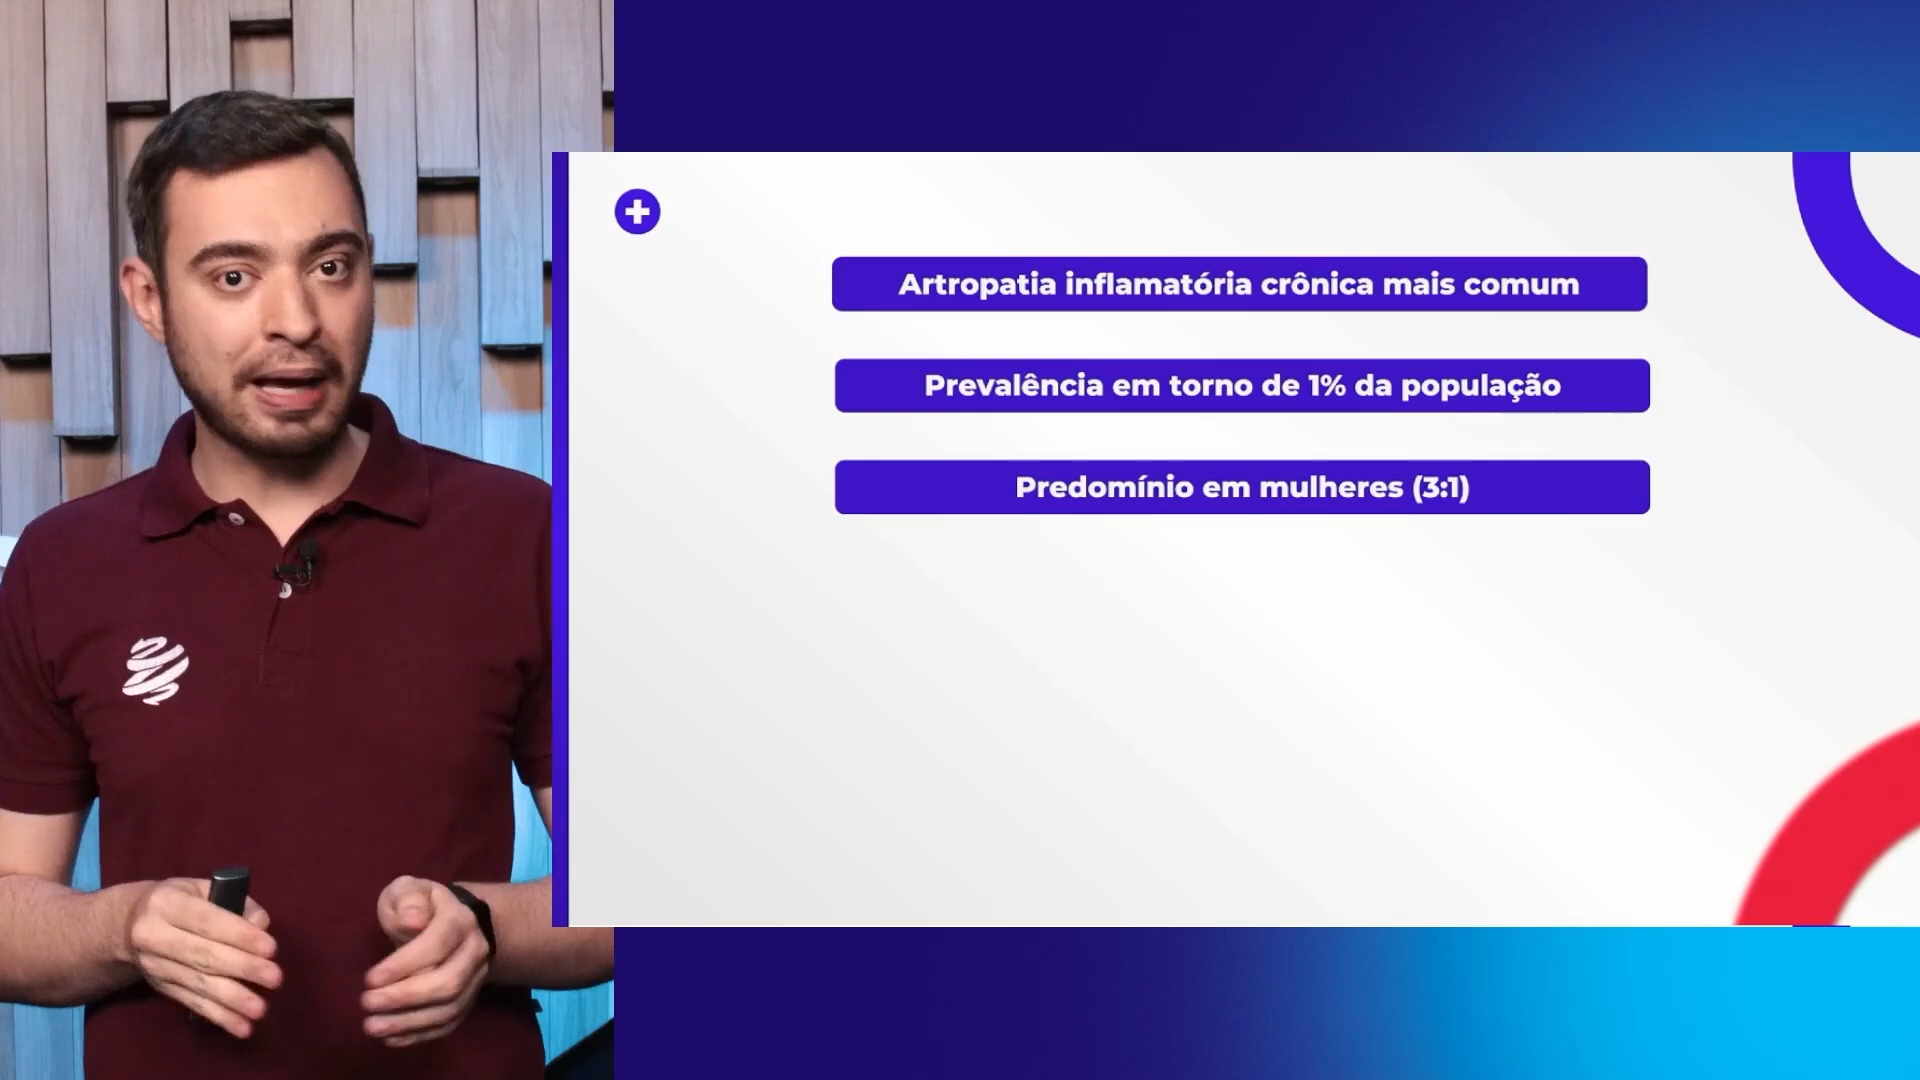 Artropatia inflamatória crônica mais comum
Prevalência em torno de 1% da população
Predomínio em mulheres (3:1)